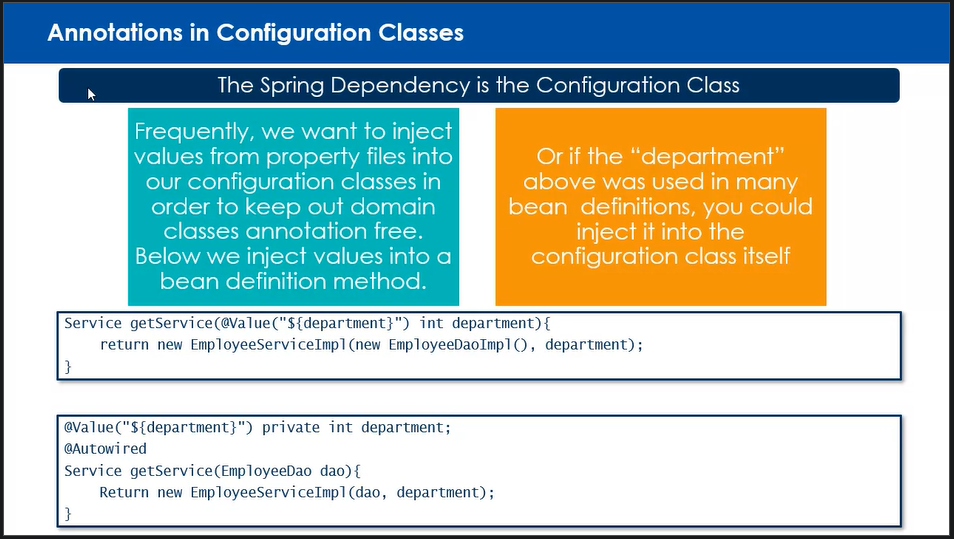 Annotations in Configuration Classes
The Spring Dependency is the Configuration Class
Frequently, we want to inject
values from property files into
our configuration classes in
order to keep out domain
classes annotation free.
Below we inject values into a
bean definition method.
Or if the “department”
above was used in many
bean definitions, you could
inject it into the
configuration class itself
Service getService(@Value("${department}") int department){
    return new EmployeeServiceImpl(new EmployeeDaoImpl(), department);
}
@Value("${department}") private int department;
@Autowired
Service getService(EmployeeDao dao){
    Return new EmployeeServiceImpl(dao, department);
}